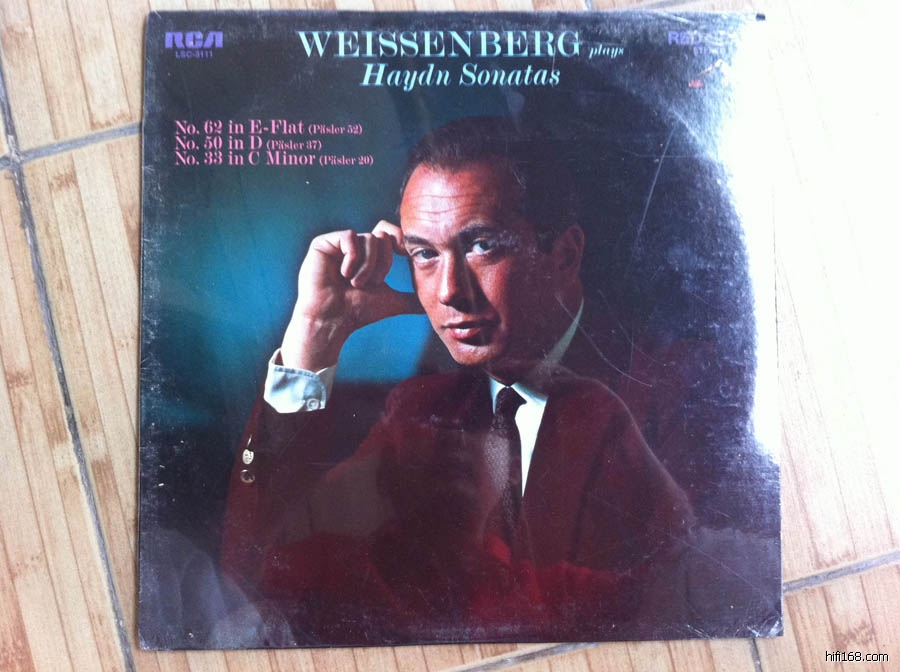 RCA
LSC-3111
WEISSENBERG plays
Haydn Sonatas
No. 62 in E-Flat (Päsler 52)
No. 50 in D (Päsler 37)
No. 33 in C Minor (Päsler 20)
hifi168.com